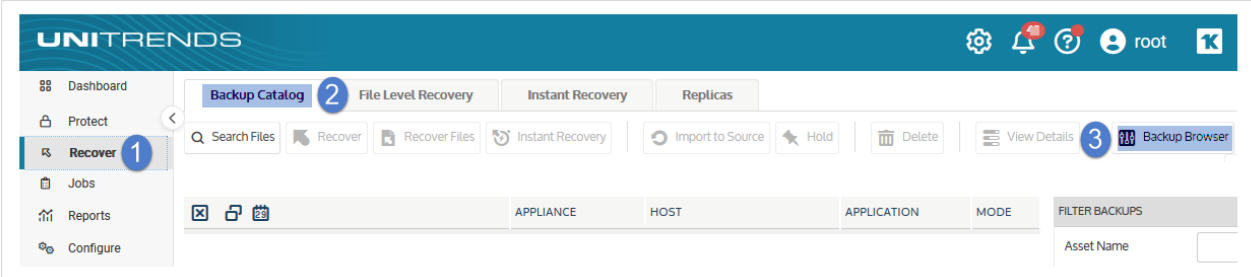 UNITRENDS
root
Dashboard
Protect
Recover 1
Jobs
Reports
Configure
Backup Catalog 2 File Level Recovery Instant Recovery Replicas
Search Files Recover Recover Files Instant Recovery Import to Source Hold Delete View Details 3 Backup Browser
29 APPLIANCE HOST APPLICATION MODE FILTER BACKUPS
Asset Name